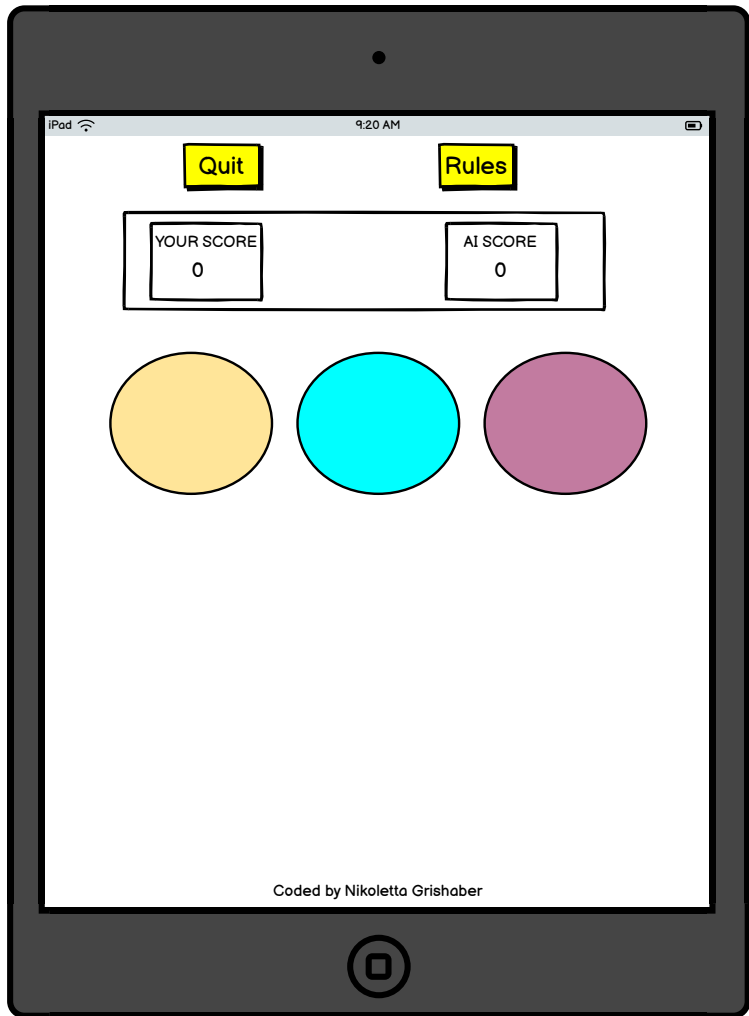 iPad 9:20 AM
Quit Rules
YOUR SCORE AI SCORE
0 0
Coded by Nikoletta Grishaber